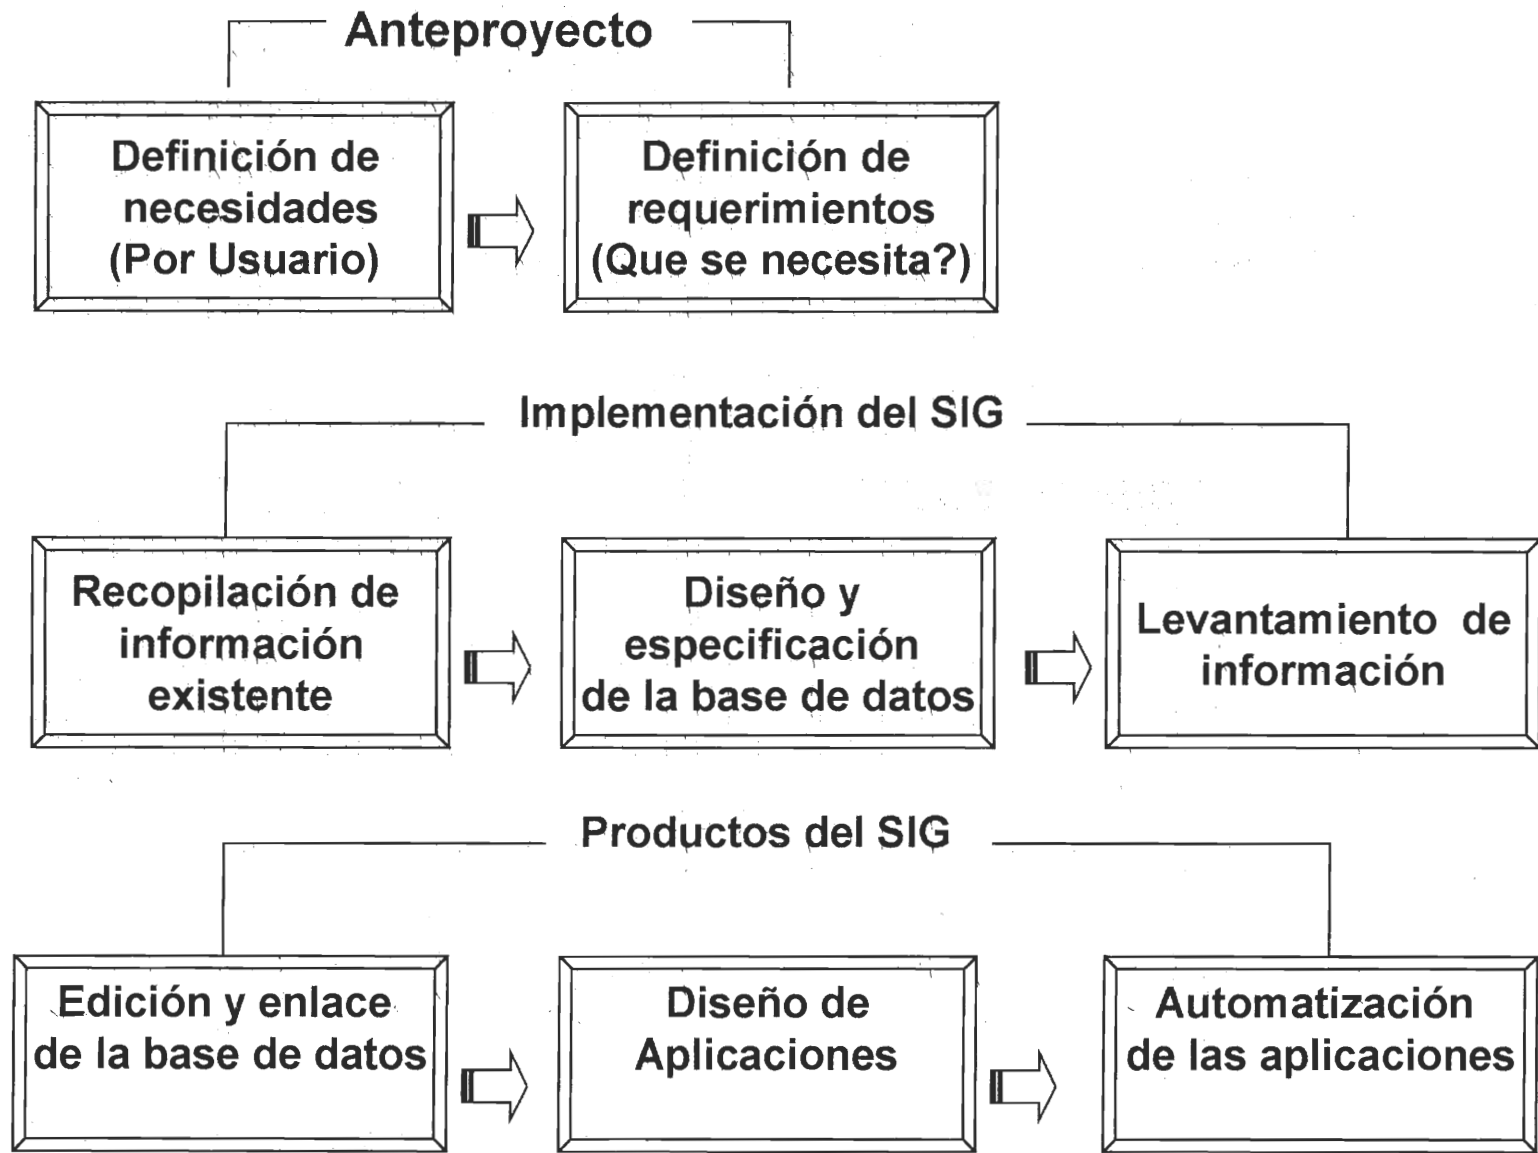 Anteproyecto
Definición de
necesidades
(Por Usuario)
Definición de
requerimientos
(Que se necesita?)
Implementación del SIG
Recopilación de
información
existente
Diseño y
especificación
de la base de datos
Levantamiento de
información
Productos del SIG
Edición y enlace
de la base de datos
Diseño de
Aplicaciones
Automatización
de las aplicaciones